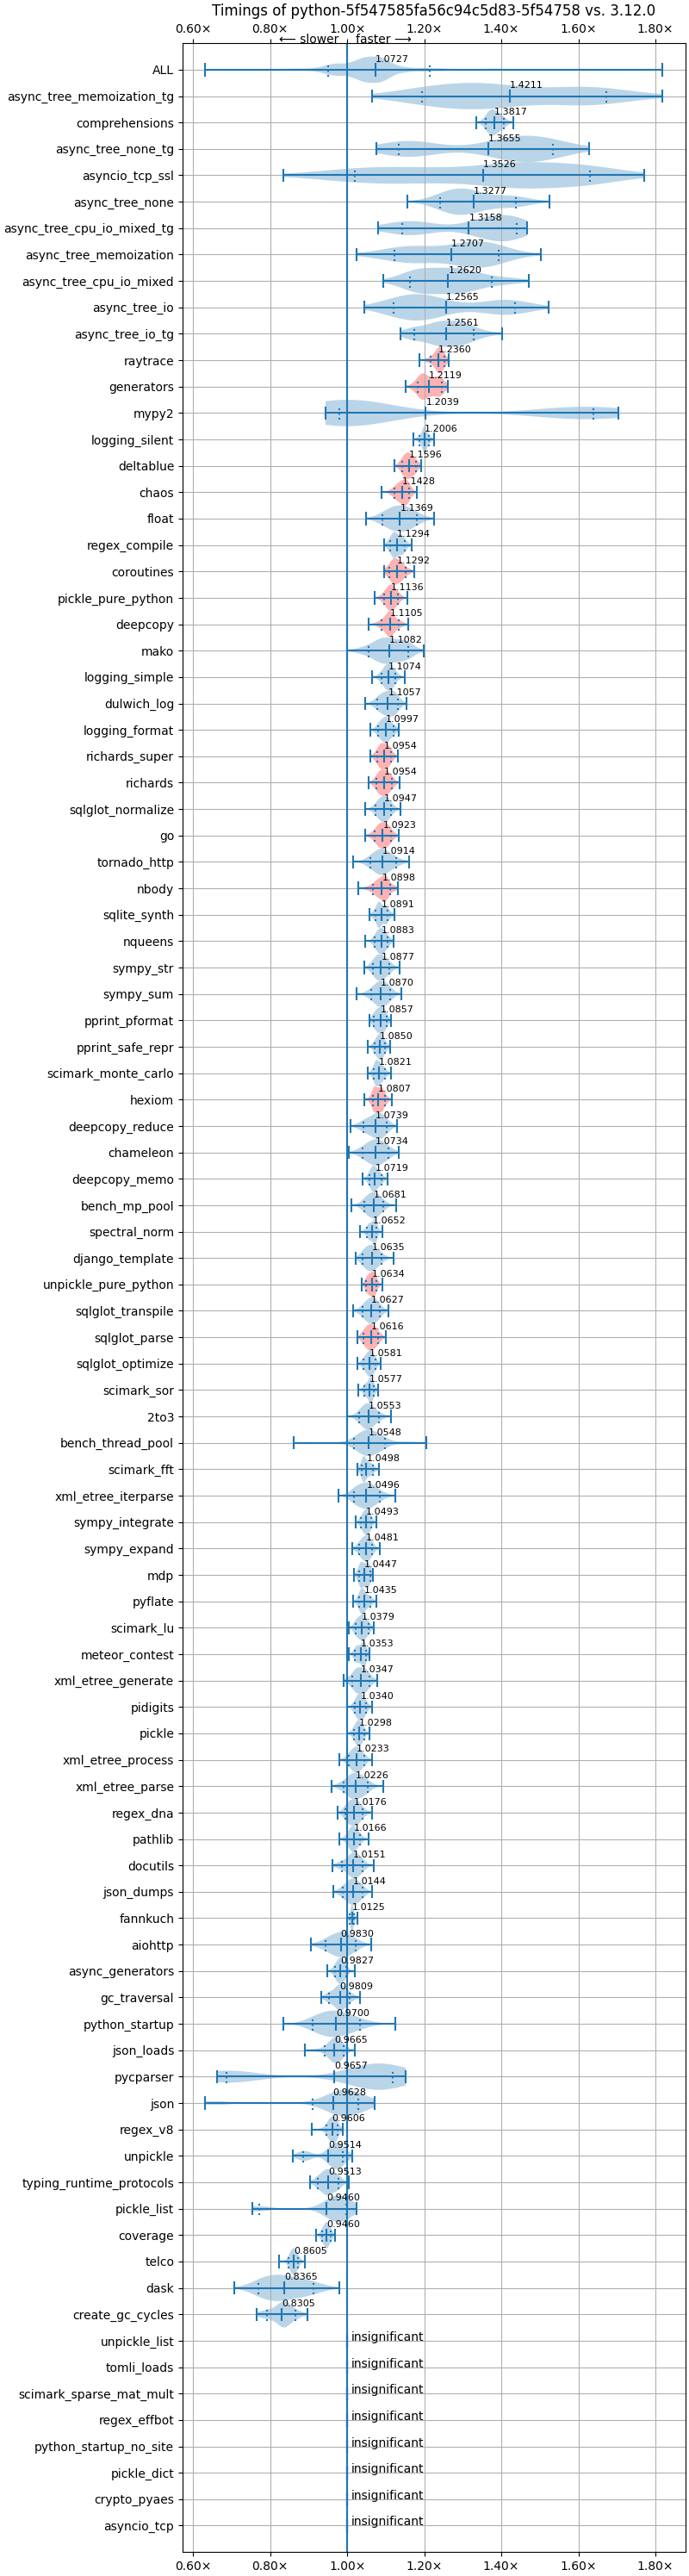 Timings of python-5f547585fa56c94c5d83-5f54758 vs. 3.12.0
0.60× 0.80× 1.00× 1.20× 1.40× 1.60× 1.80×
⟵ slower faster ⟶
ALL 1.0727
async_tree_memoization_tg 1.4211
comprehensions 1.3817
async_tree_none_tg 1.3655
asyncio_tcp_ssl 1.3526
async_tree_none 1.3277
async_tree_cpu_io_mixed_tg 1.3158
async_tree_memoization 1.2707
async_tree_cpu_io_mixed 1.2620
async_tree_io 1.2565
async_tree_io_tg 1.2561
raytrace 1.2360
generators 1.2119
mypy2 1.2039
logging_silent 1.2006
deltablue 1.1596
chaos 1.1428
float 1.1369
regex_compile 1.1294
coroutines 1.1292
pickle_pure_python 1.1136
deepcopy 1.1105
mako 1.1082
logging_simple 1.1074
dulwich_log 1.1057
logging_format 1.0997
richards_super 1.0954
richards 1.0954
sqlglot_normalize 1.0947
go 1.0923
tornado_http 1.0914
nbody 1.0898
sqlite_synth 1.0891
nqueens 1.0883
sympy_str 1.0877
sympy_sum 1.0870
pprint_pformat 1.0857
pprint_safe_repr 1.0850
scimark_monte_carlo 1.0821
hexiom 1.0807
deepcopy_reduce 1.0739
chameleon 1.0734
deepcopy_memo 1.0719
bench_mp_pool 1.0681
spectral_norm 1.0652
django_template 1.0635
unpickle_pure_python 1.0634
sqlglot_transpile 1.0627
sqlglot_parse 1.0616
sqlglot_optimize 1.0581
scimark_sor 1.0577
2to3 1.0553
bench_thread_pool 1.0548
scimark_fft 1.0498
xml_etree_iterparse 1.0496
sympy_integrate 1.0493
sympy_expand 1.0481
mdp 1.0447
pyflate 1.0435
scimark_lu 1.0379
meteor_contest 1.0353
xml_etree_generate 1.0347
pidigits 1.0340
pickle 1.0298
xml_etree_process 1.0233
xml_etree_parse 1.0226
regex_dna 1.0176
pathlib 1.0166
docutils 1.0151
json_dumps 1.0144
fannkuch 1.0125
aiohttp 0.9830
async_generators 0.9827
gc_traversal 0.9809
python_startup 0.9700
json_loads 0.9665
pycparser 0.9657
json 0.9628
regex_v8 0.9606
unpickle 0.9514
typing_runtime_protocols 0.9513
pickle_list 0.9460
coverage 0.9460
telco 0.8605
dask 0.8365
create_gc_cycles 0.8305
unpickle_list insignificant
tomli_loads insignificant
scimark_sparse_mat_mult insignificant
regex_effbot insignificant
python_startup_no_site insignificant
pickle_dict insignificant
crypto_pyaes insignificant
asyncio_tcp insignificant
0.60× 0.80× 1.00× 1.20× 1.40× 1.60× 1.80×